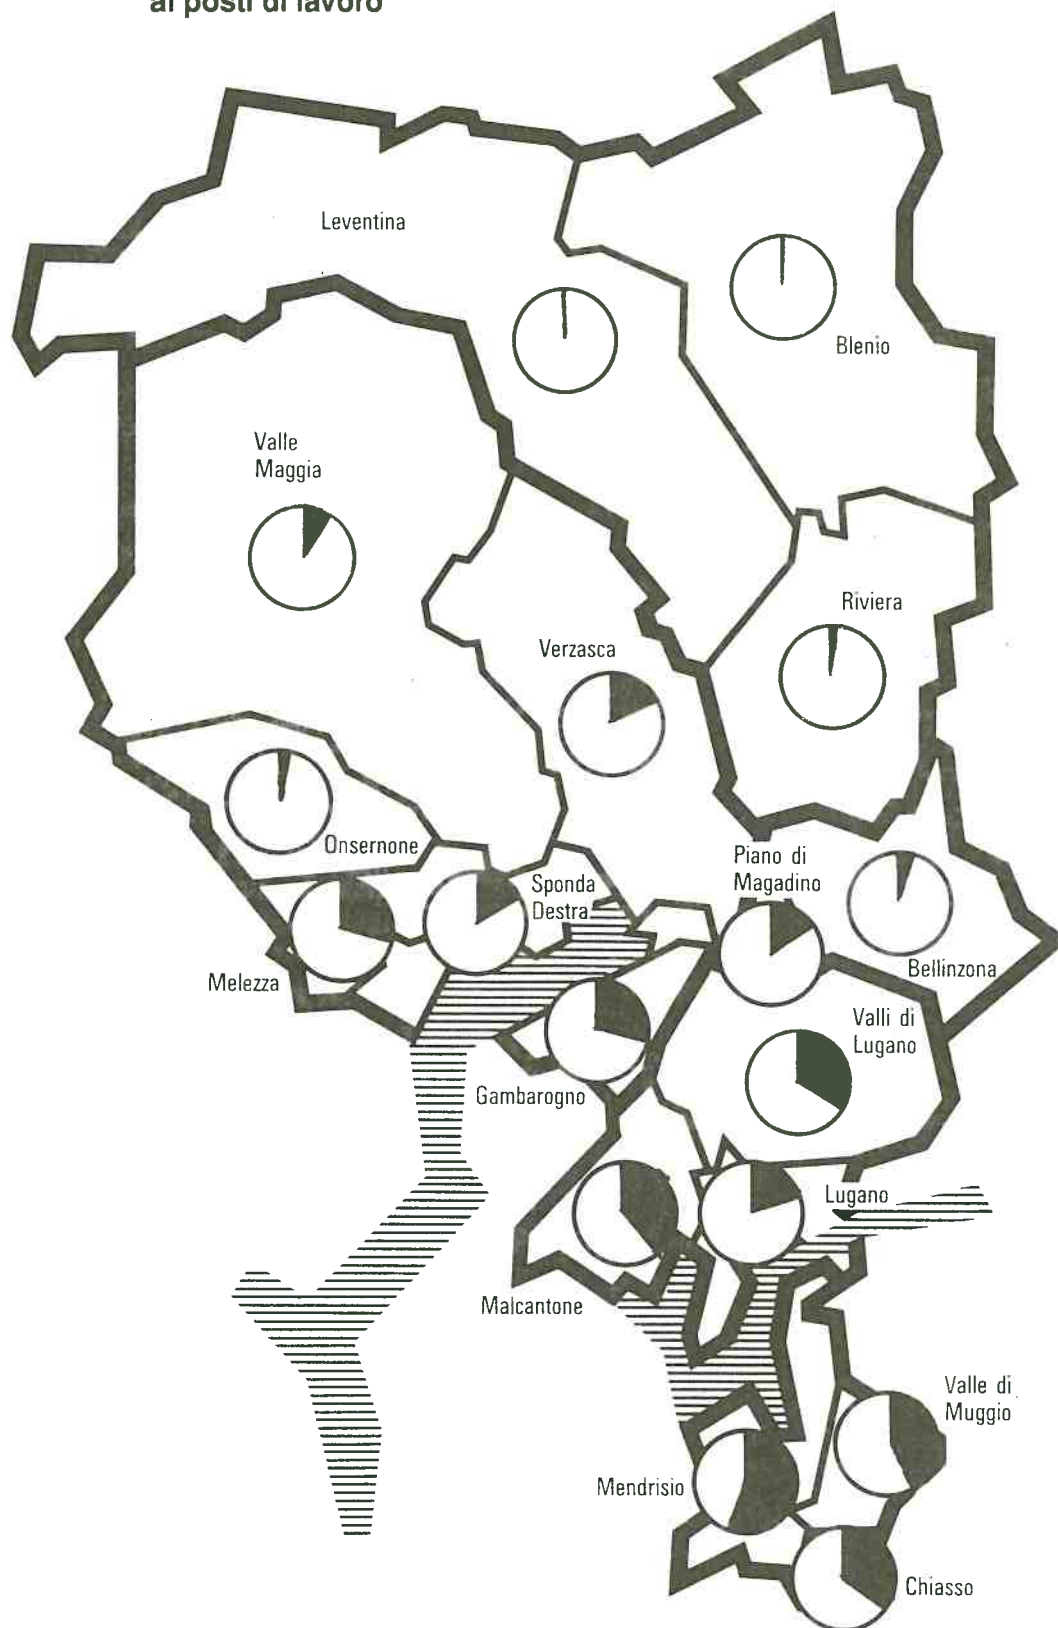 ai posti di lavoro
Leventina
Blenio
Valle
Maggia
Riviera
Verzasca
Onsernone
Piano di
Magadino
Sponda
Destra
Bellinzona
Melezza
Valli di
Lugano
Gambarogno
Lugano
Malcantone
Valle di
Muggio
Mendrisio
Chiasso